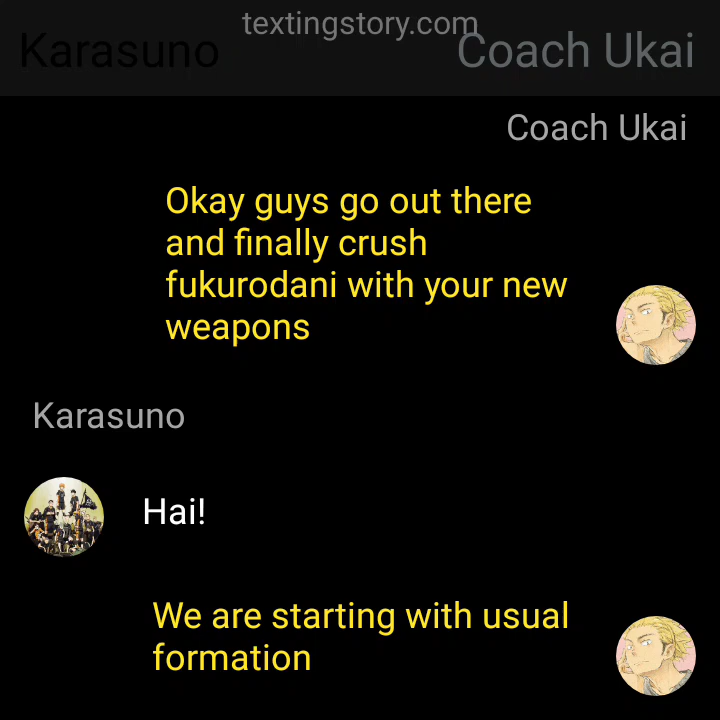 textingstory.com
Karasuno
Coach Ukai
Coach Ukai
Okay guys go out there
and finally crush
fukurodani with your new
weapons
Karasuno
Hai!
We are starting with usual
formation